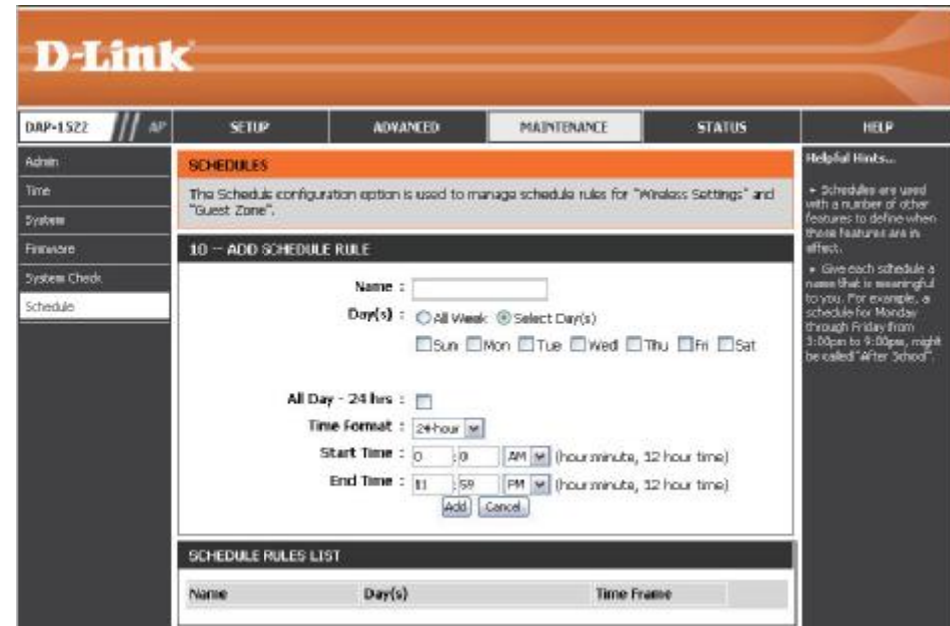 D-Link
DAP-1522 AP SETUP ADVANCED MAINTENANCE STATUS HELP
Admin
Time
System
Firmware
System Check
Schedule
SCHEDULES
The Schedule configuration option is used to manage schedule rules for "Wireless Settings" and
"Guest Zone".
10 -- ADD SCHEDULE RULE
Name :
Day(s) : All Week Select Day(s)
Sun Mon Tue Wed Thu Fri Sat
All Day - 24 hrs :
Time Format : 24-hour
Start Time : 0 :0 AM (hour:minute, 12 hour time)
End Time : 11 :59 PM (hour:minute, 12 hour time)
Add Cancel
SCHEDULE RULES LIST
Name Day(s) Time Frame
Helpful Hints...
• Schedules are used
with a number of other
features to define when
those features are in
effect.
• Give each schedule a
name that is meaningful
to you. For example, a
schedule for Monday
through Friday from
3:00pm to 9:00pm, might
be called "After School".